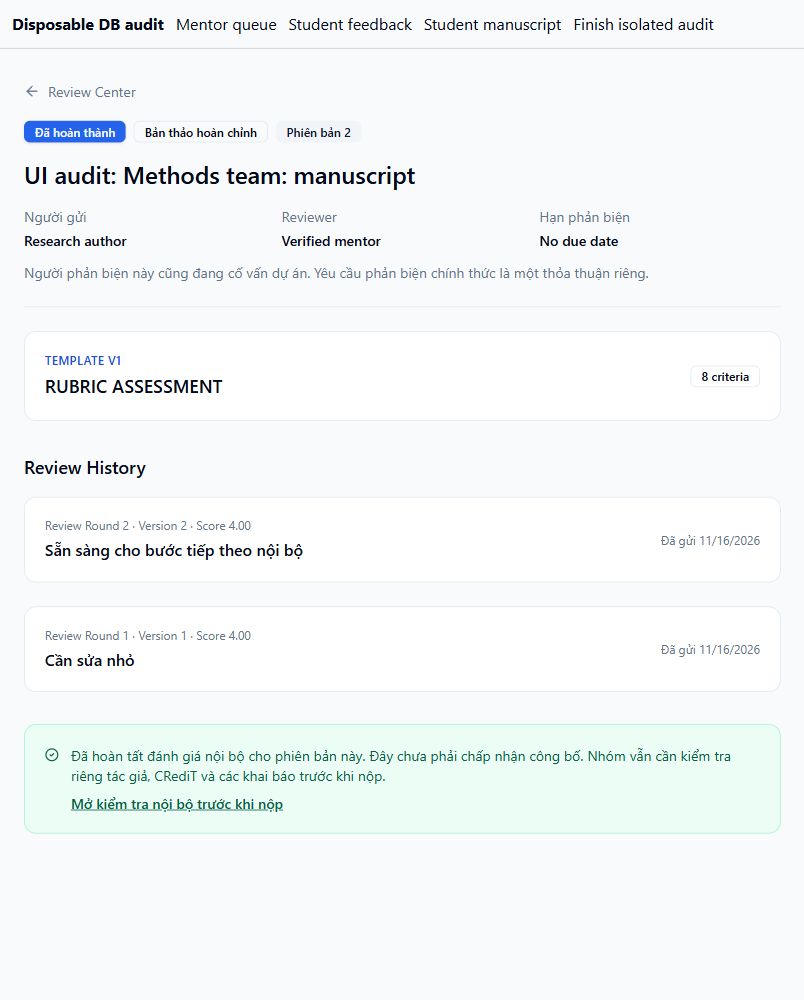 Disposable DB audit Mentor queue Student feedback Student manuscript Finish isolated audit
Review Center
Đã hoàn thành Bản thảo hoàn chỉnh Phiên bản 2
UI audit: Methods team: manuscript
Người gửi Reviewer Hạn phản biện
Research author Verified mentor No due date
Người phản biện này cũng đang cố vấn dự án. Yêu cầu phản biện chính thức là một thỏa thuận riêng.
TEMPLATE V1
RUBRIC ASSESSMENT
8 criteria
Review History
Review Round 2 · Version 2 · Score 4.00
Sẵn sàng cho bước tiếp theo nội bộ
Đã gửi 11/16/2026
Review Round 1 · Version 1 · Score 4.00
Cần sửa nhỏ
Đã gửi 11/16/2026
Đã hoàn tất đánh giá nội bộ cho phiên bản này. Đây chưa phải chấp nhận công bố. Nhóm vẫn cần kiểm tra
riêng tác giả, CRediT và các khai báo trước khi nộp.
Mở kiểm tra nội bộ trước khi nộp